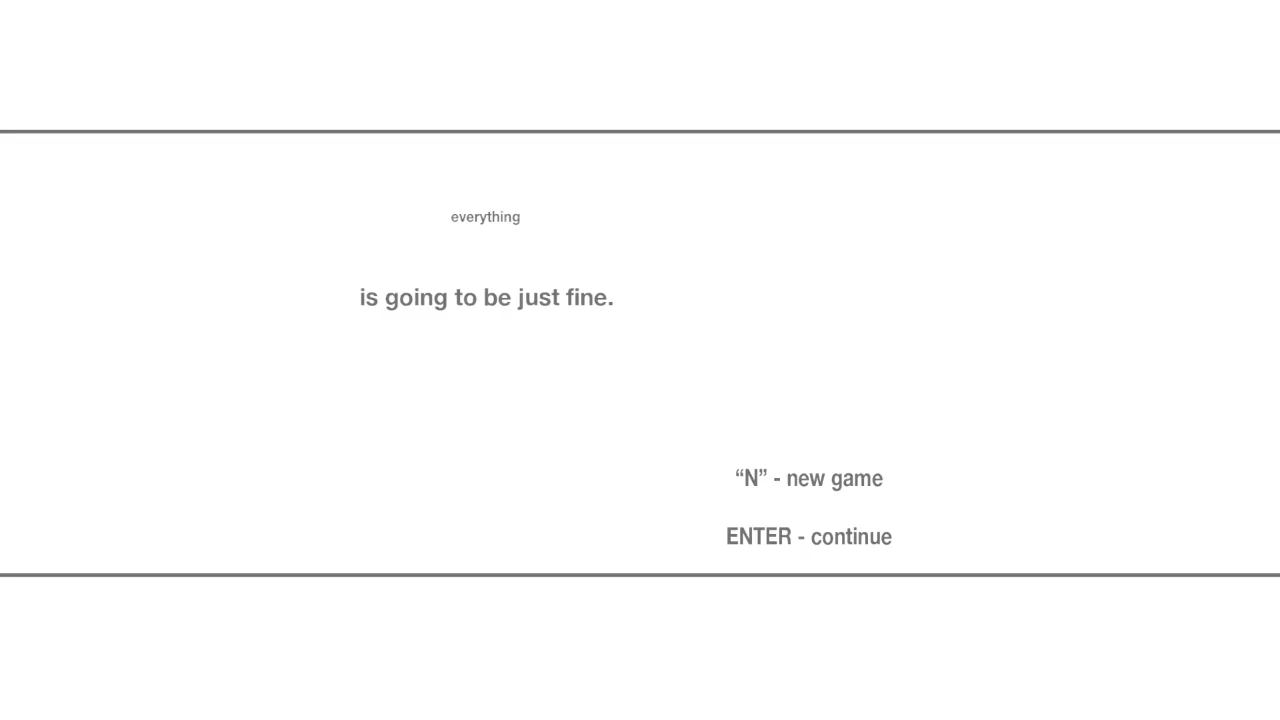 everything
is going to be just fine.
“N” - new game
ENTER - continue